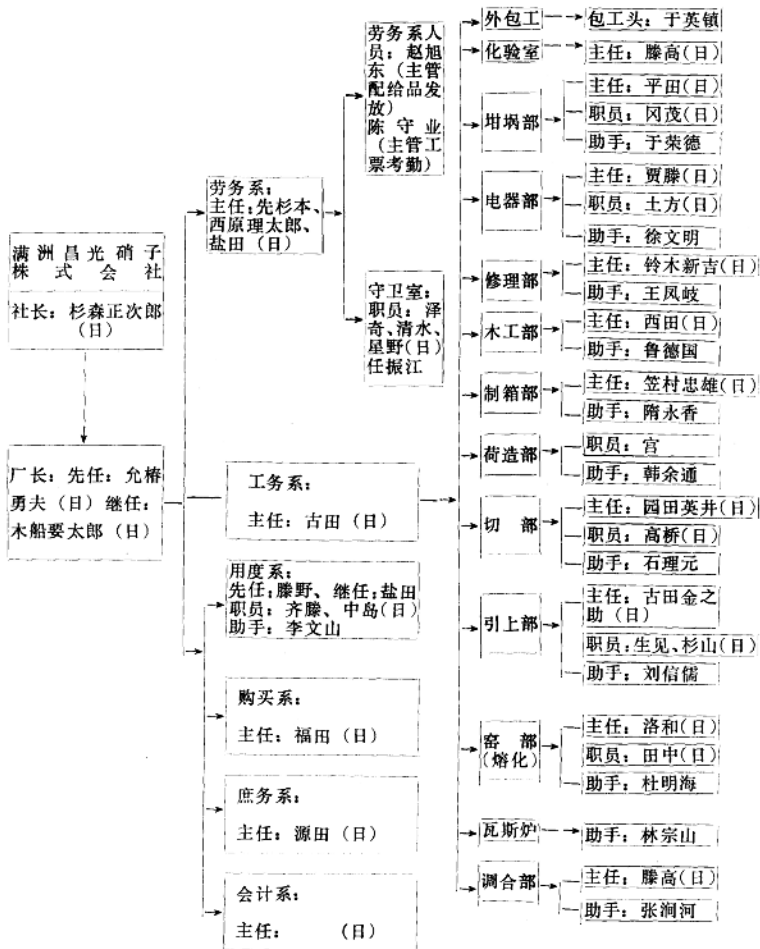 满洲昌光硝子
株式会社
社长：杉森正次郎
（日）
厂长：先任：允椿
勇夫（日）继任：
木船要太郎（日）
劳务系：
主任：先杉本、
西原理太郎、
盐田（日）
劳务系人
员：赵旭
东（主管
配给品发
放）
陈守业
（主管工
票考勤）
守卫室：
职员：泽
奇、清水、
星野（日）
任振江
工务系：
主任：古田（日）
用度系：
先任：滕野、继任：盐田
职员：齐滕、中岛（日）
助手：李文山
购买系：
主任：福田（日）
庶务系：
主任：源田（日）
会计系：
主任：　　（日）
外包工
包工头：于英镇
化验室
主任：滕高（日）
坩埚部
主任：平田（日）
职员：冈茂（日）
助手：于荣德
电器部
主任：贾滕（日）
职员：土方（日）
助手：徐文明
修理部
主任：铃木新吉（日）
助手：王凤岐
木工部
主任：西田（日）
助手：鲁德国
制箱部
主任：笠村忠雄（日）
助手：隋永香
荷造部
职员：宫
助手：韩余通
切部
主任：园田英井（日）
职员：高桥（日）
助手：石理元
引上部
主任：古田金之
助（日）
职员：生见、杉山（日）
助手：刘信儒
窑部
（熔化）
主任：洛和（日）
职员：田中（日）
助手：杜明海
瓦斯炉
助手：林宗山
调合部
主任：滕高（日）
助手：张涧河